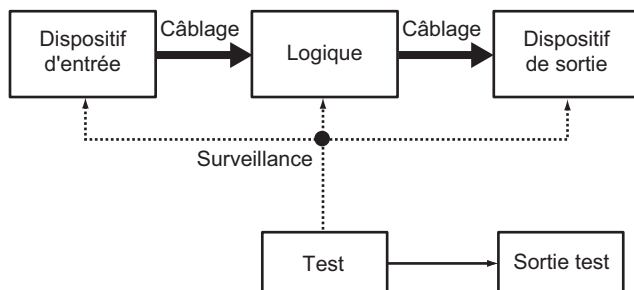 Dispositif
d'entrée
Câblage
Logique
Câblage
Dispositif
de sortie
Surveillance
Test
Sortie test